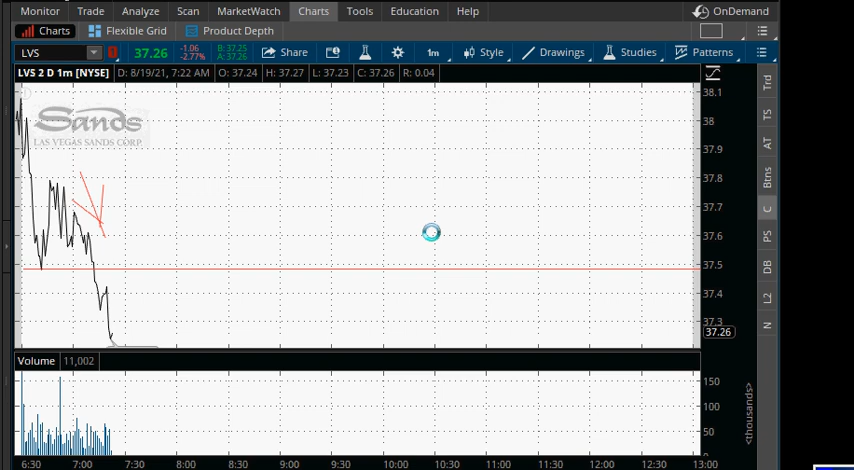 Monitor Trade Analyze Scan MarketWatch Charts Tools Education Help OnDemand
Charts Flexible Grid Product Depth
LVS 37.26 -1.06 -2.77% B: 37.25 A: 37.26 Share 1m Style Drawings Studies Patterns
LVS 2 D 1m [NYSE] D: 8/19/21, 7:22 AM O: 37.24 H: 37.27 L: 37.23 C: 37.26 R: 0.04
Sands
LAS VEGAS SANDS CORP.
38.1
38
37.9
37.8
37.7
37.6
37.5
37.4
37.3
37.26
Trd
TS
AT
Btns
C
PS
DB
L2
N
Volume 11,002
150
100
50
0
<thousands>
6:30 7:00 7:30 8:00 8:30 9:00 9:30 10:00 10:30 11:00 11:30 12:00 12:30 13:00